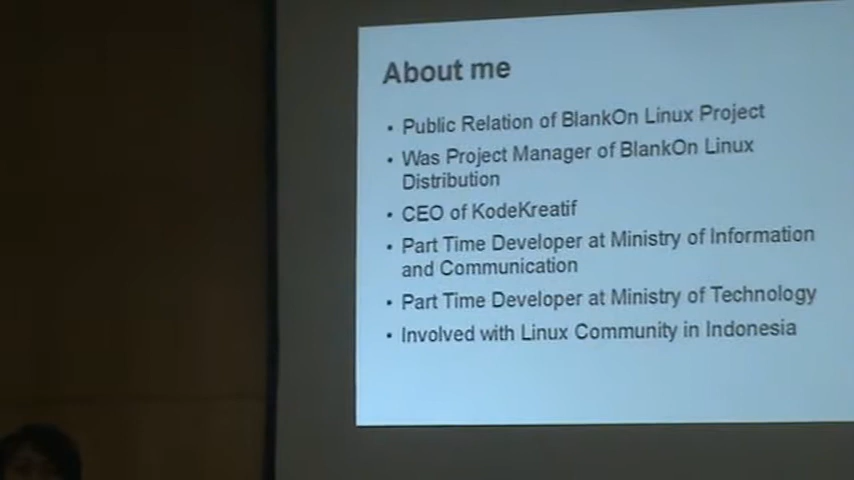 About me
• Public Relation of BlankOn Linux Project
• Was Project Manager of BlankOn Linux
Distribution
• CEO of KodeKreatif
• Part Time Developer at Ministry of Information
and Communication
• Part Time Developer at Ministry of Technology
• Involved with Linux Community in Indonesia